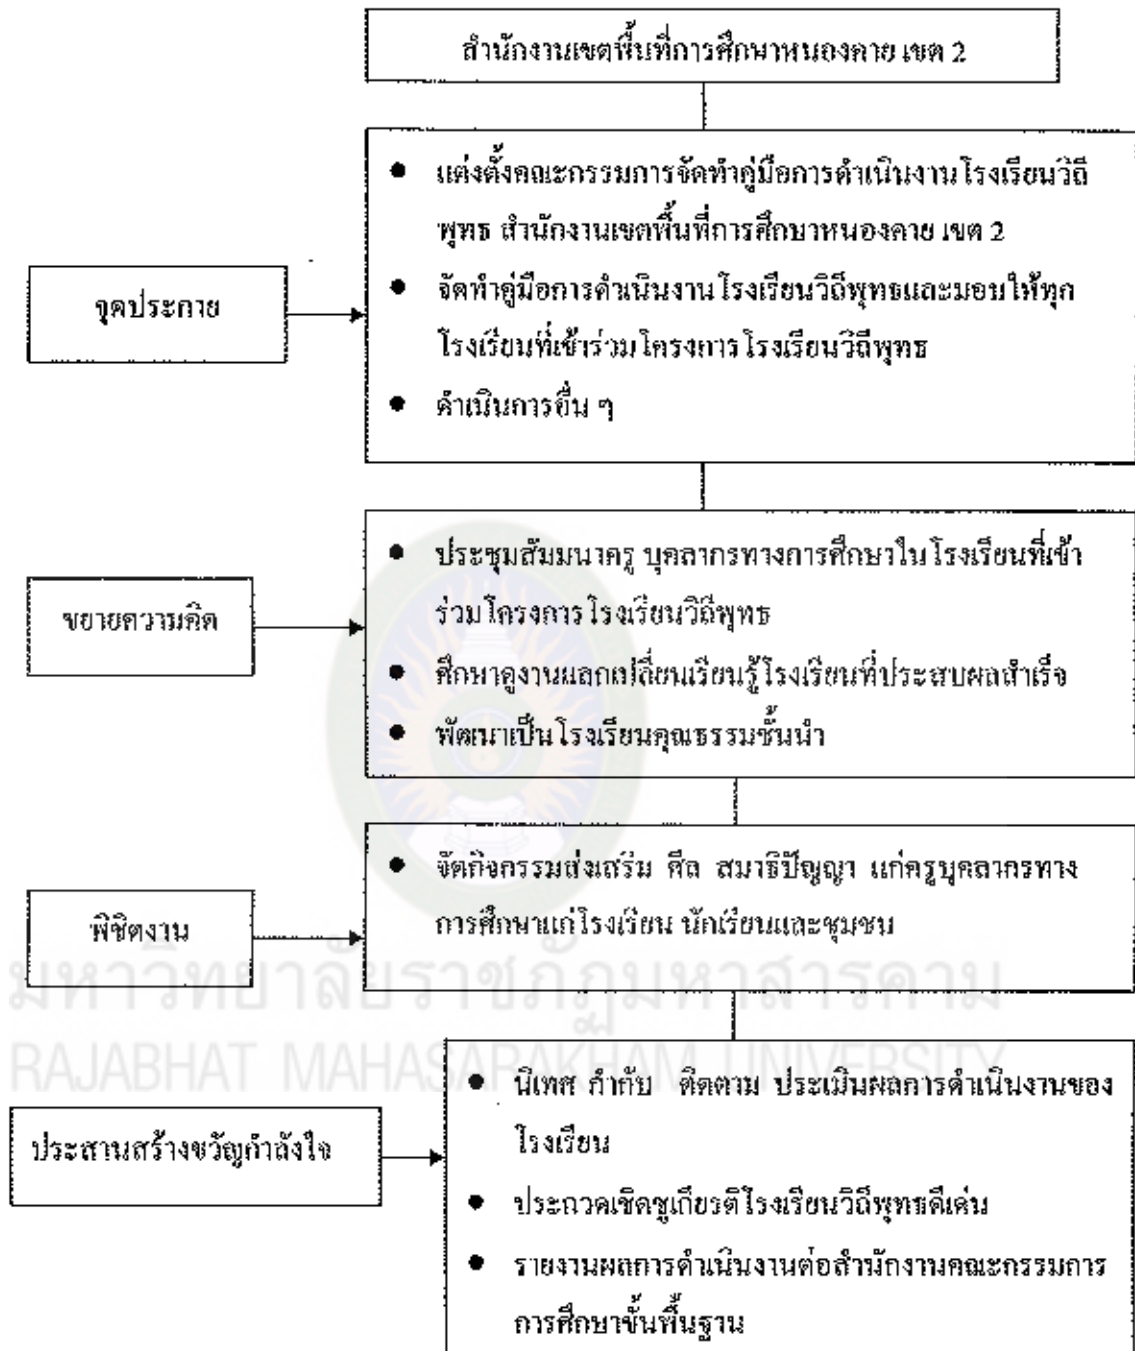 สำนักงานเขตพื้นที่การศึกษาหนองคาย เขต 2
จุดประกาย
● แต่งตั้งคณะกรรมการจัดทำคู่มือการดำเนินงานโรงเรียนวิถี
พุทธ สำนักงานเขตพื้นที่การศึกษาหนองคาย เขต 2
● จัดทำคู่มือการดำเนินงานโรงเรียนวิถีพุทธและมอบให้ทุก
โรงเรียนที่เข้าร่วมโครงการโรงเรียนวิถีพุทธ
● ดำเนินการอื่น ๆ
ขยายความคิด
● ประชุมสัมมนาครู บุคลากรทางการศึกษาในโรงเรียนที่เข้า
ร่วมโครงการโรงเรียนวิถีพุทธ
● ศึกษาดูงานแลกเปลี่ยนเรียนรู้โรงเรียนที่ประสบผลสำเร็จ
● พัฒนาเป็นโรงเรียนคุณธรรมชั้นนำ
พิชิตงาน
● จัดกิจกรรมส่งเสริม ศีล สมาธิปัญญา แก่ครูบุคลากรทาง
การศึกษาแก่โรงเรียน นักเรียนและชุมชน
มหาวิทยาลัยราชภัฏมหาสารคาม
RAJABHAT MAHASARAKHAM UNIVERSITY
ประสานสร้างขวัญกำลังใจ
● นิเทศ กำกับ ติดตาม ประเมินผลการดำเนินงานของ
โรงเรียน
● ประกวดเชิดชูเกียรติโรงเรียนวิถีพุทธดีเด่น
● รายงานผลการดำเนินงานต่อสำนักงานคณะกรรมการ
การศึกษาขั้นพื้นฐาน